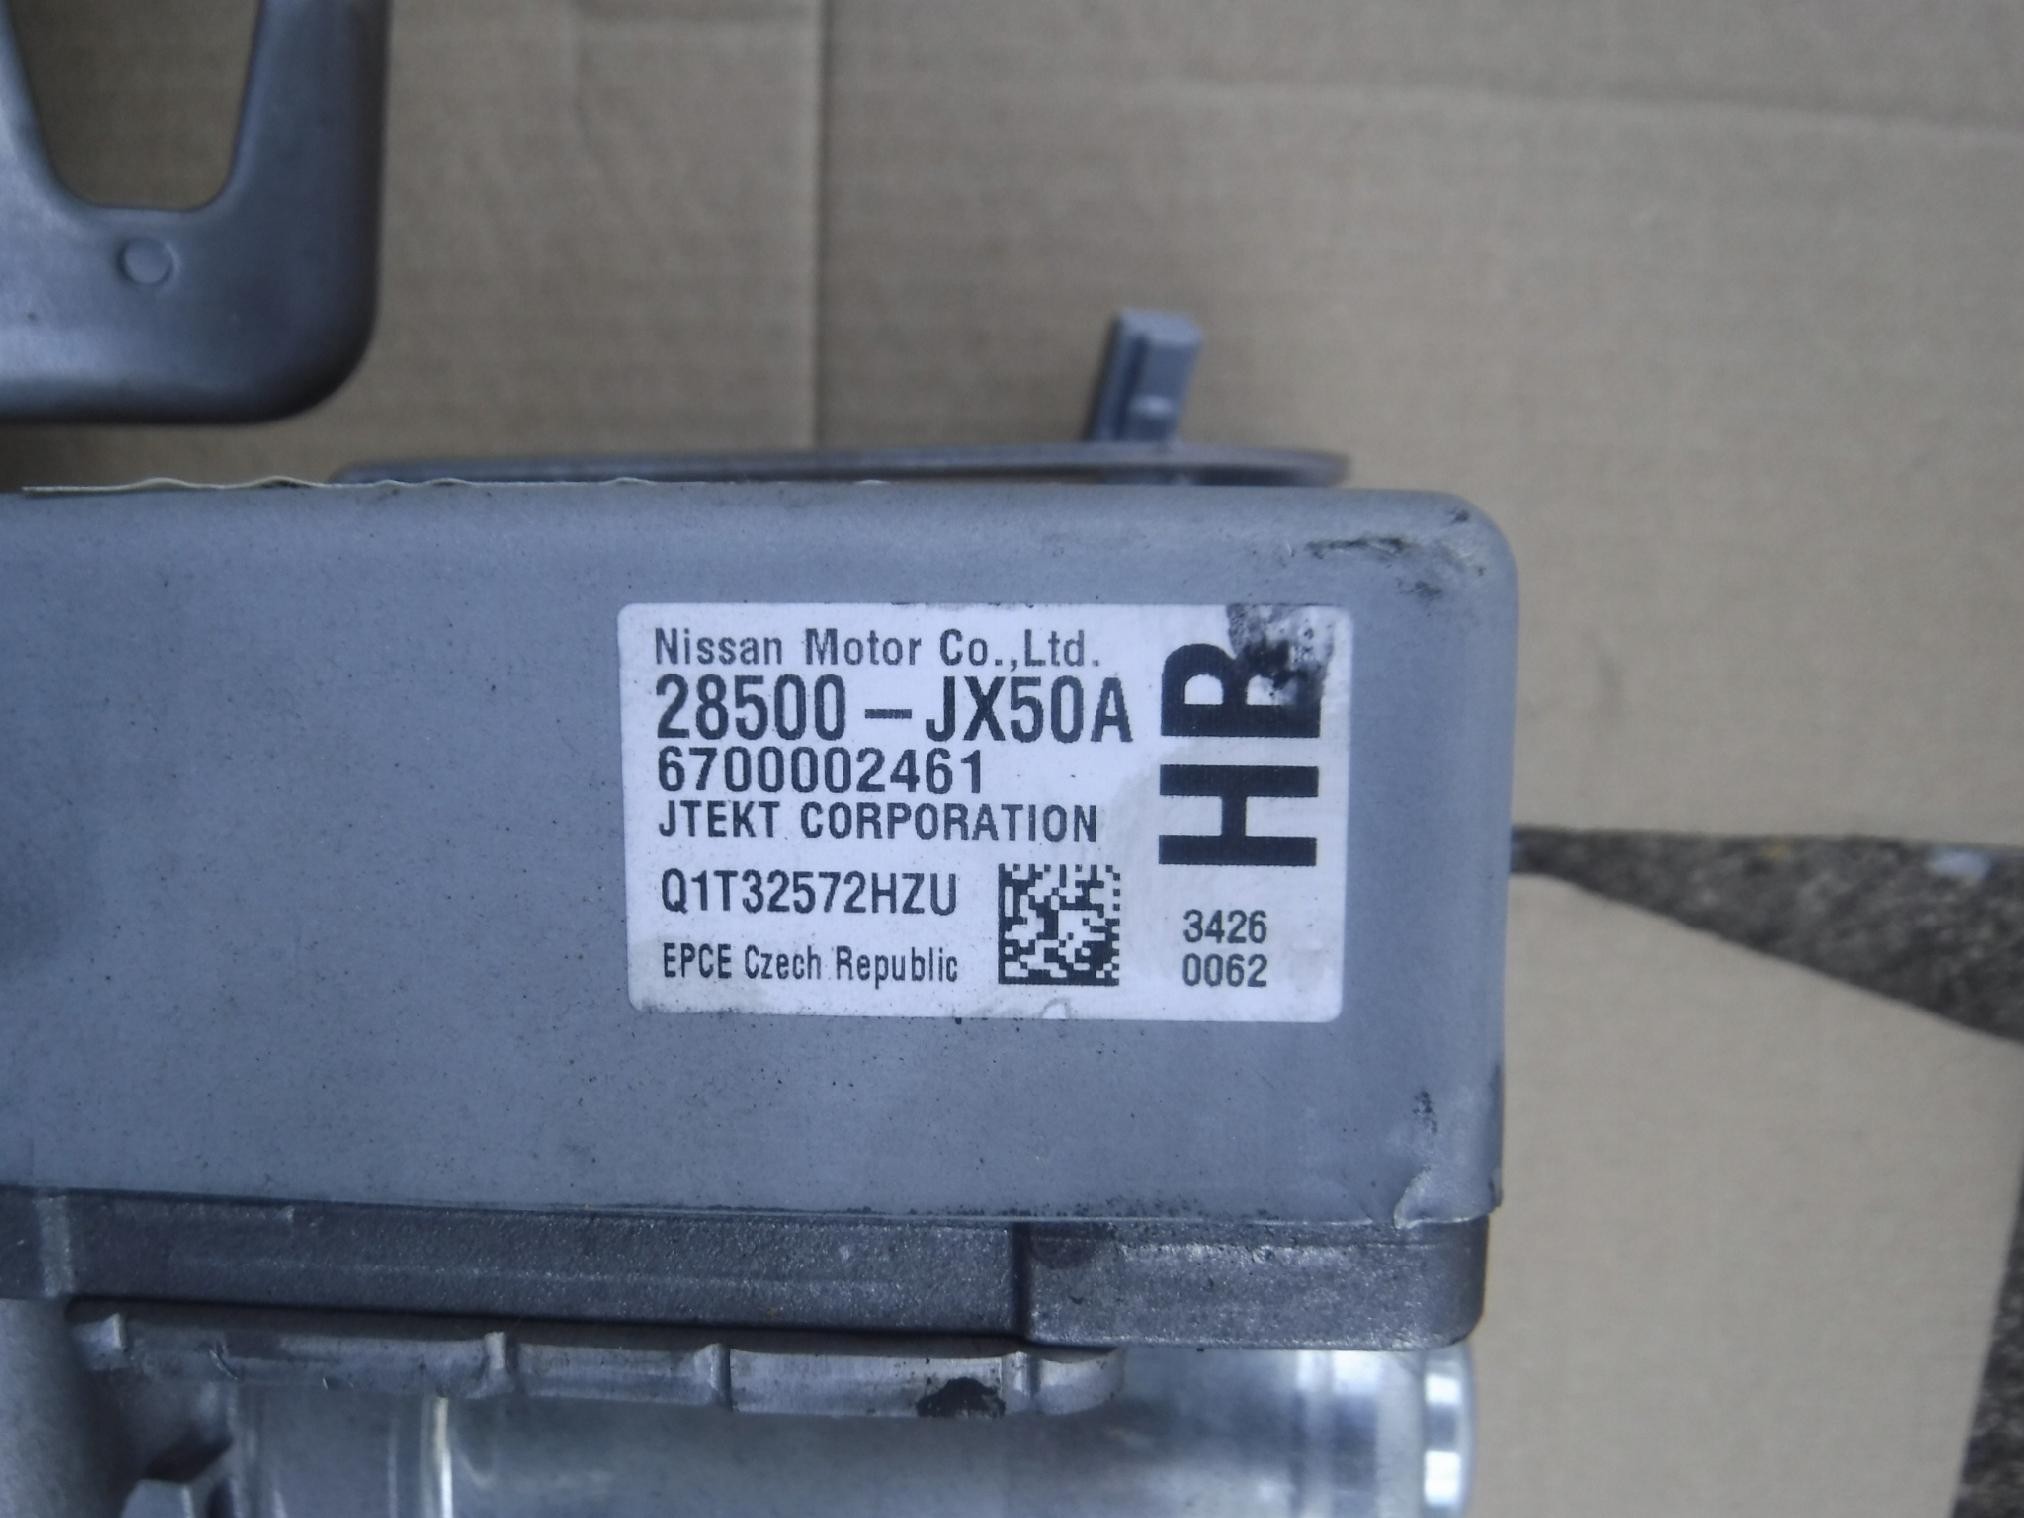 Nissan Motor Co.,Ltd.
28500-JX50A
6700002461
JTEKT CORPORATION
Q1T32572HZU
EPCE Czech Republic
HB
3426
0062